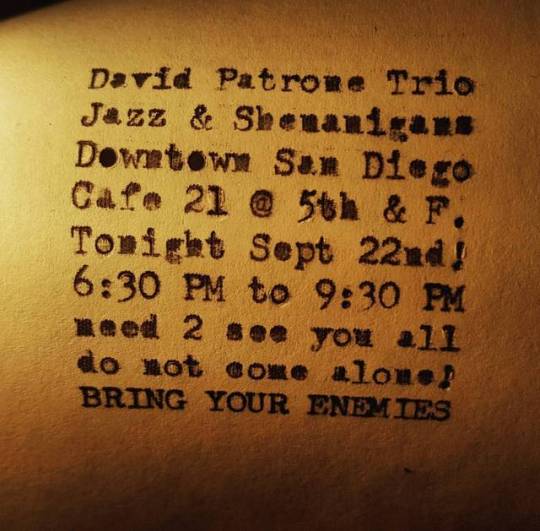 David Patrone Trio
Jazz & Shenanigans
Downtown San Diego
Cafe 21 @ 5th & F.
Tonight Sept 22nd!
6:30 PM to 9:30 PM
need 2 see you all
do not come alone!
BRING YOUR ENEMIES